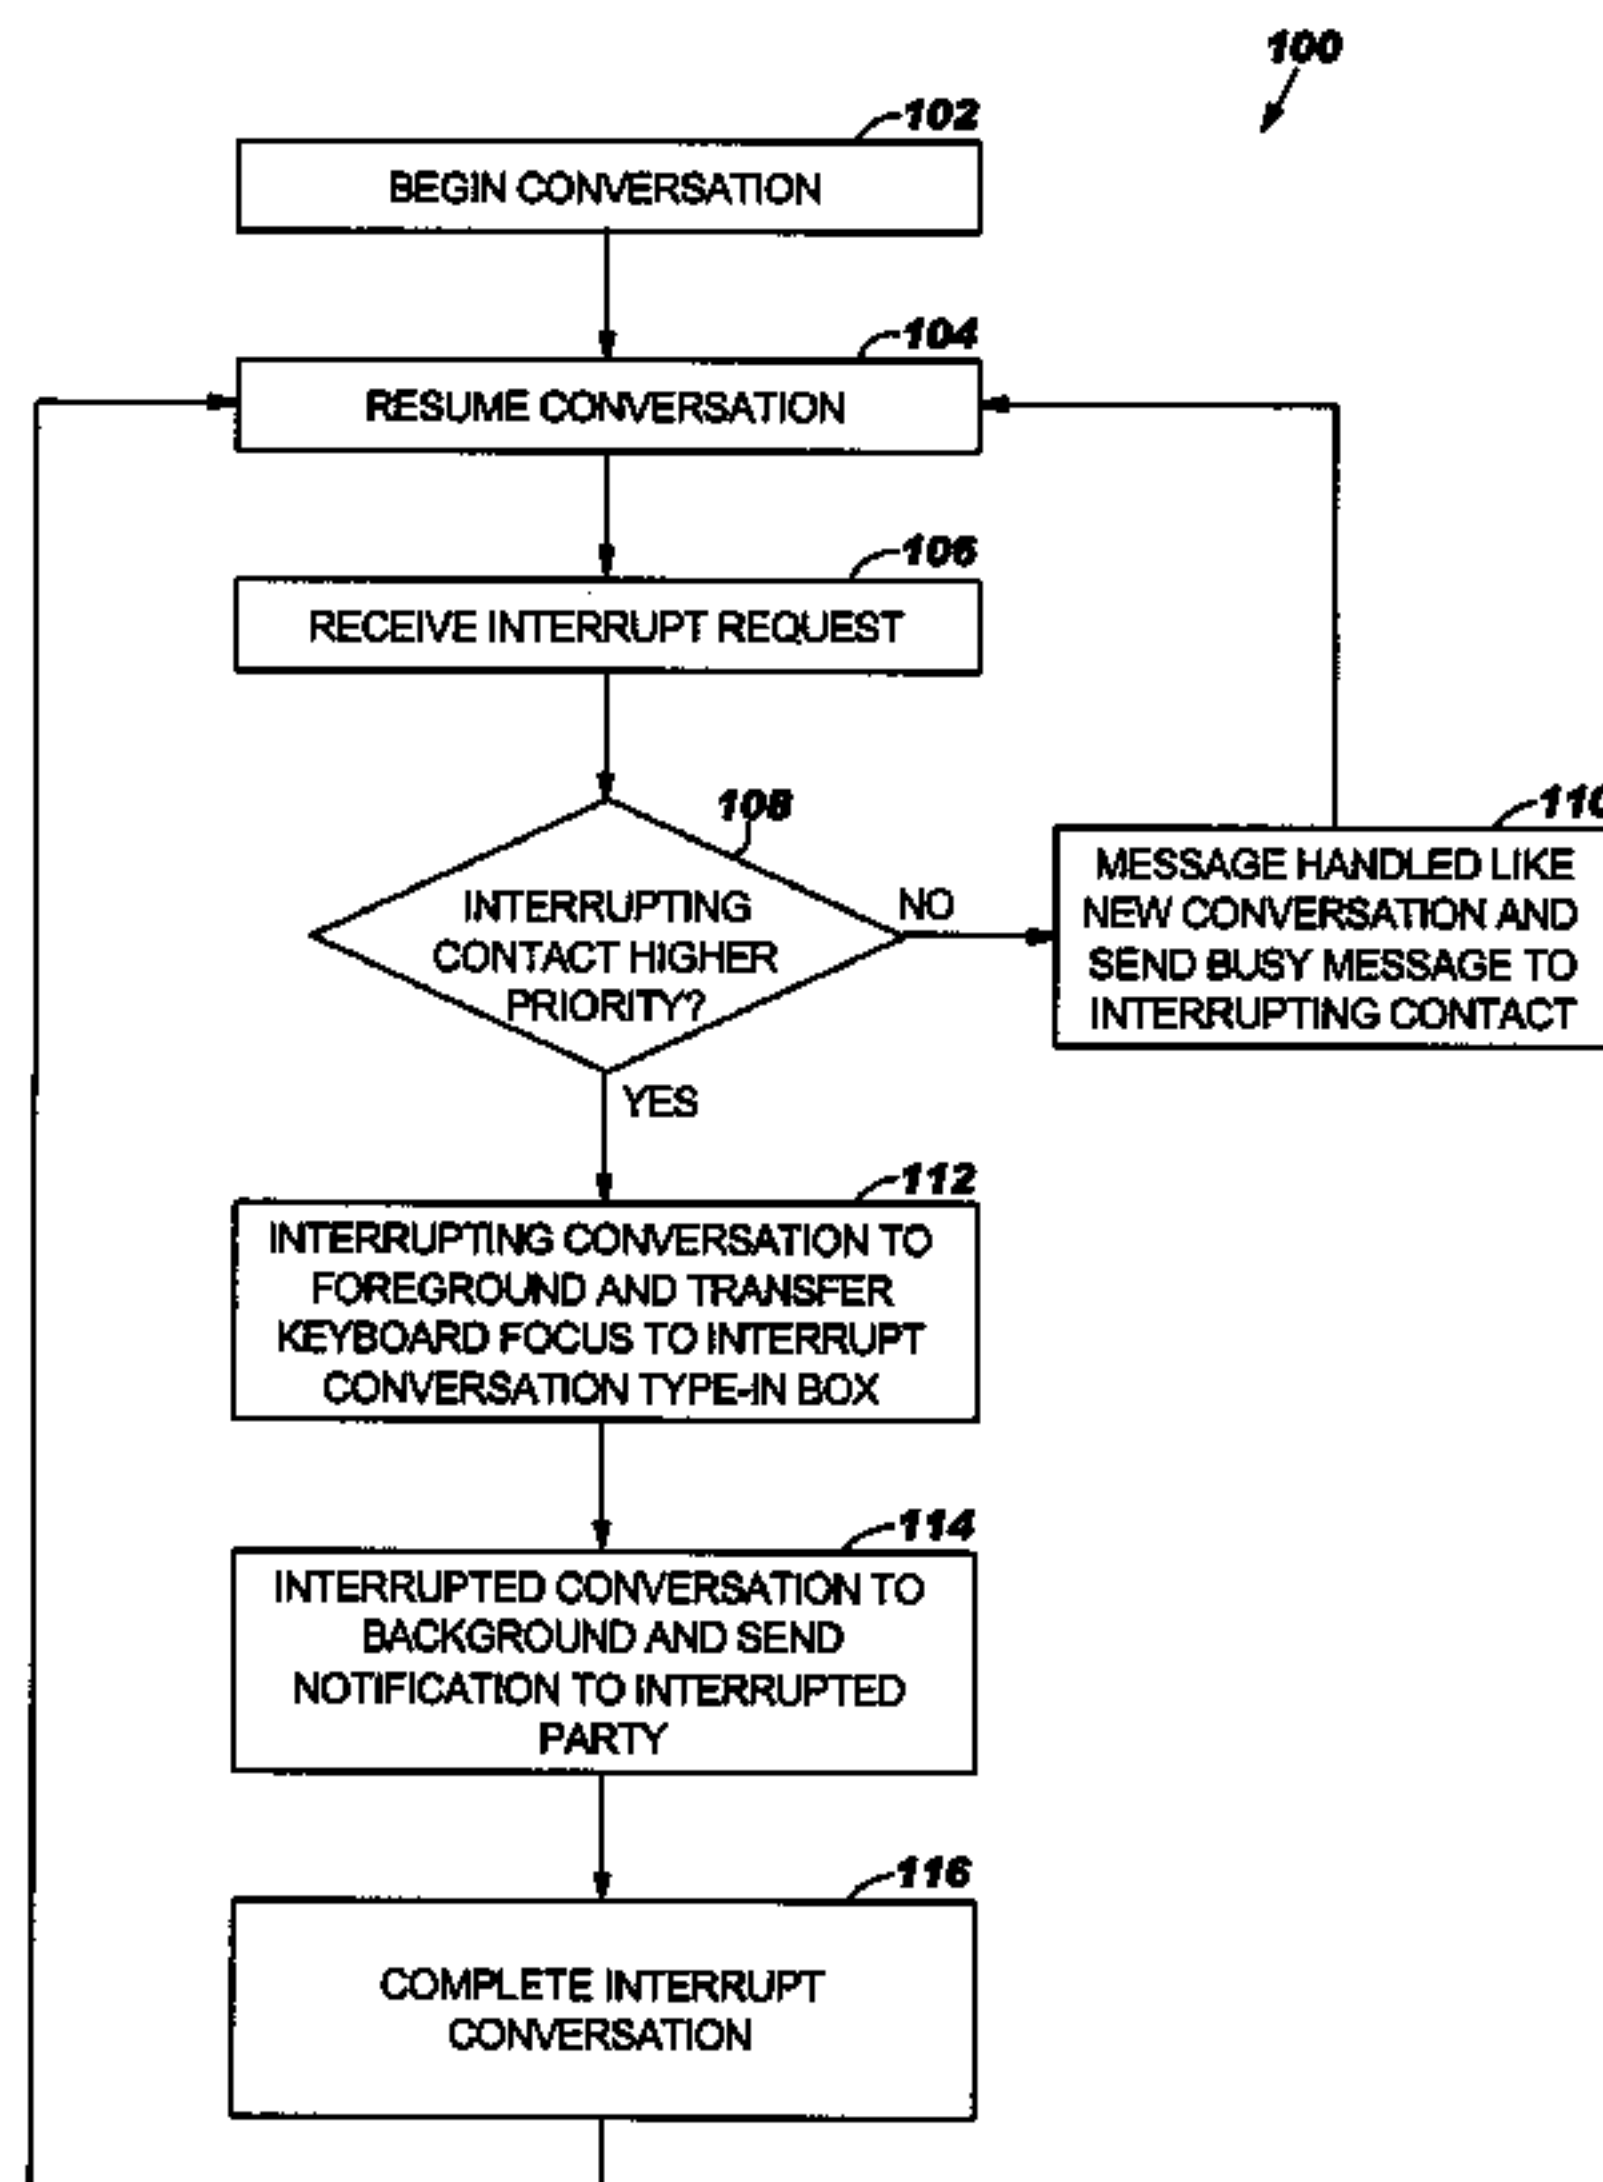 100
102
BEGIN CONVERSATION
104
RESUME CONVERSATION
106
RECEIVE INTERRUPT REQUEST
108
INTERRUPTING
CONTACT HIGHER
PRIORITY?
NO
110
MESSAGE HANDLED LIKE
NEW CONVERSATION AND
SEND BUSY MESSAGE TO
INTERRUPTING CONTACT
YES
112
INTERRUPTING CONVERSATION TO
FOREGROUND AND TRANSFER
KEYBOARD FOCUS TO INTERRUPT
CONVERSATION TYPE-IN BOX
114
INTERRUPTED CONVERSATION TO
BACKGROUND AND SEND
NOTIFICATION TO INTERRUPTED
PARTY
116
COMPLETE INTERRUPT
CONVERSATION